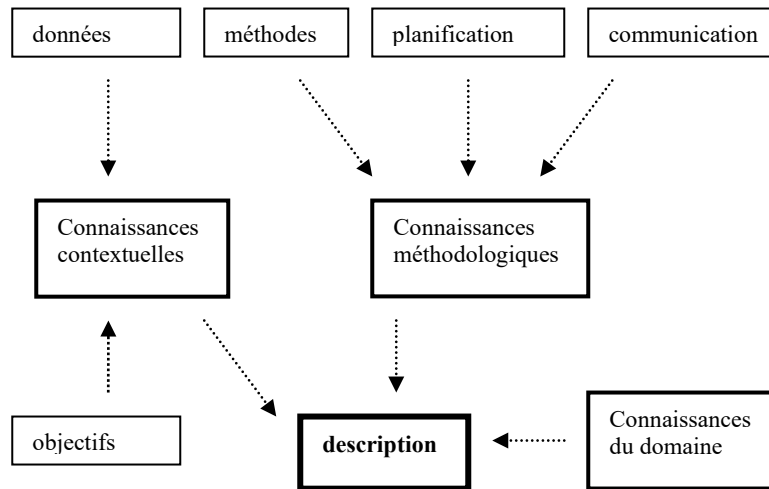 données
méthodes
planification
communication
Connaissances
contextuelles
Connaissances
méthodologiques
objectifs
description
Connaissances
du domaine